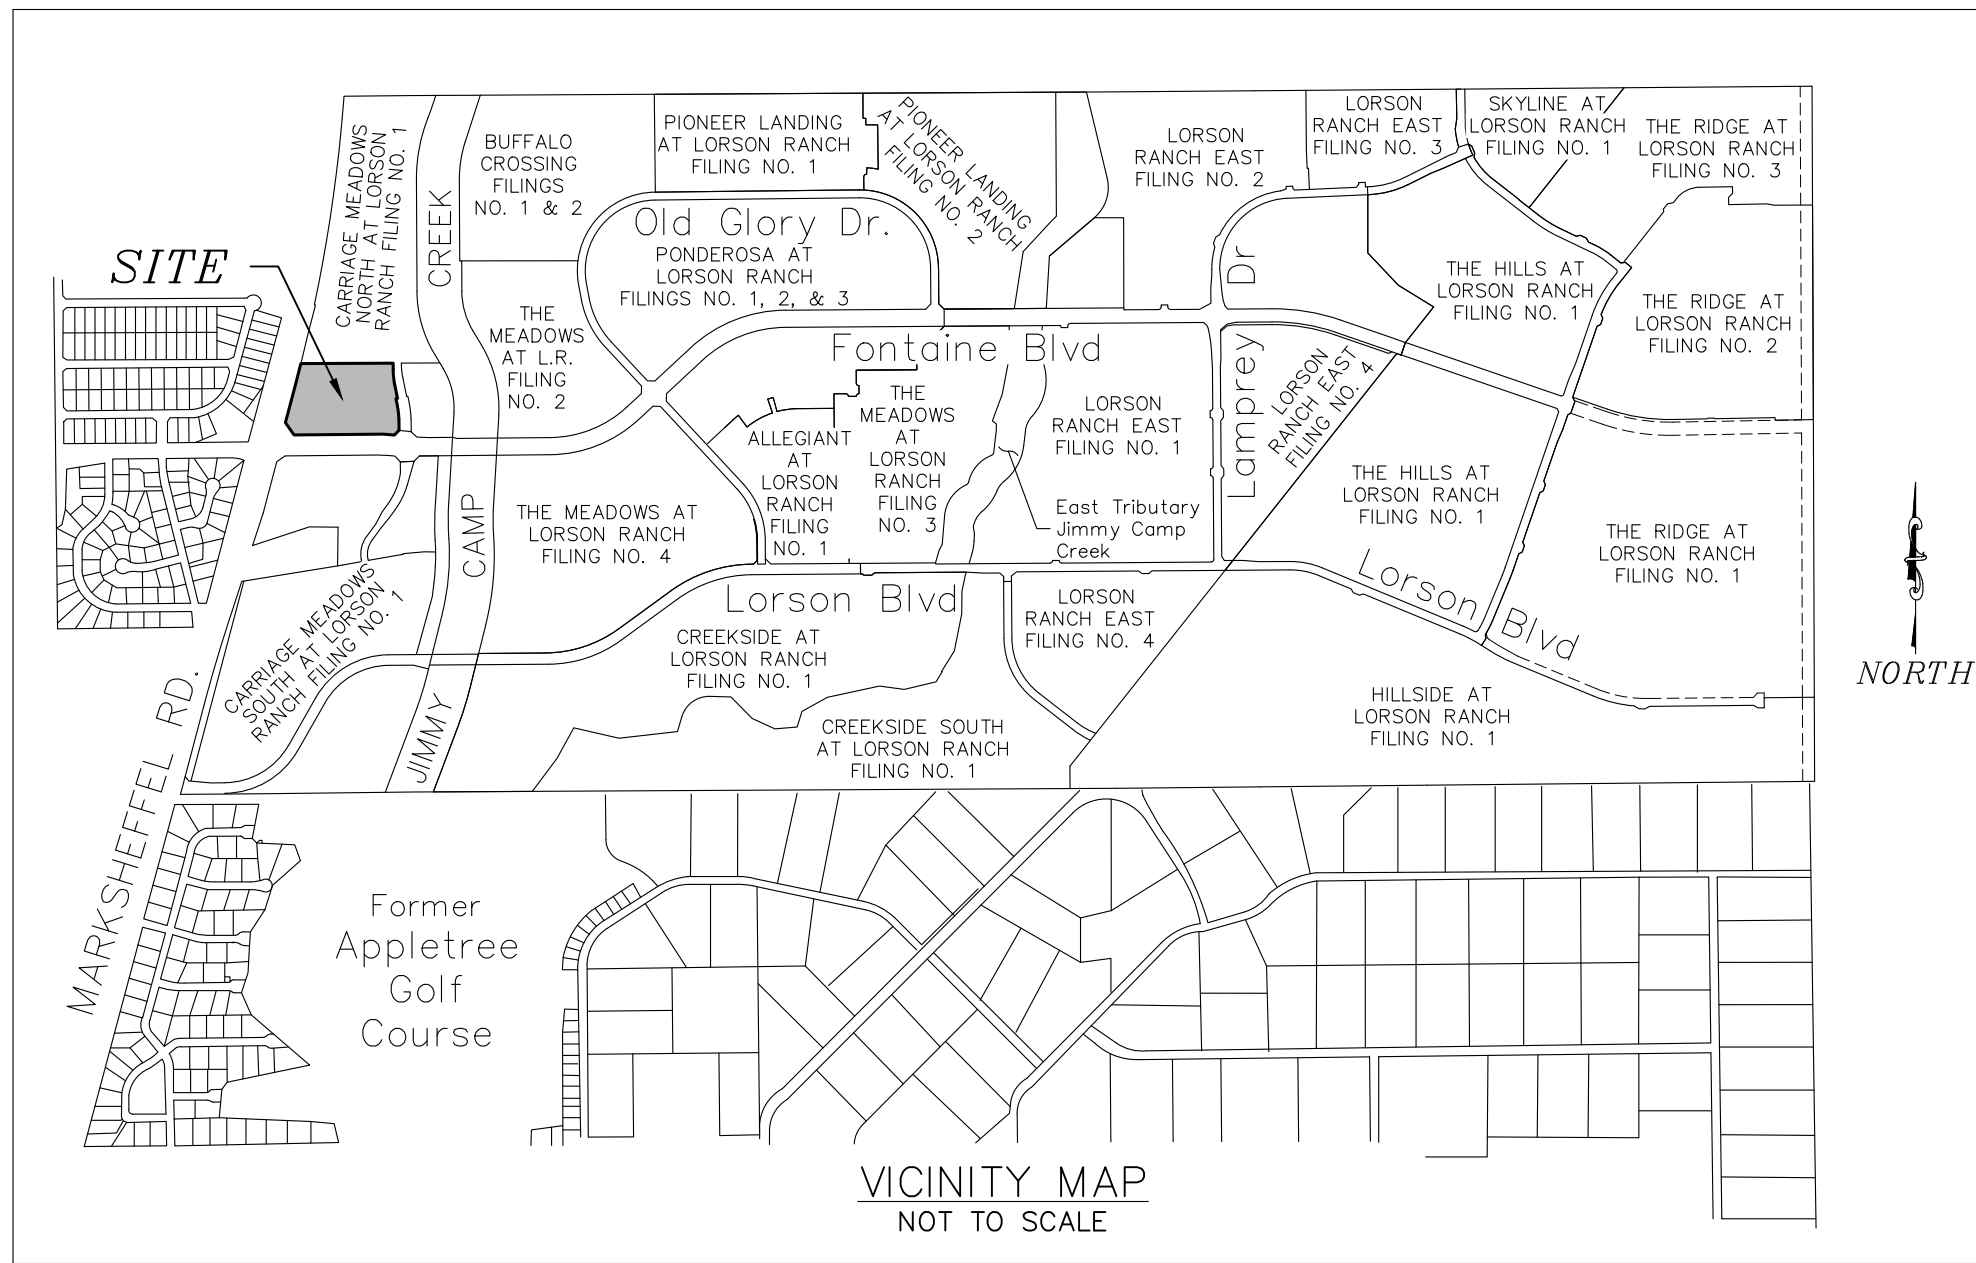 CARRIAGE MEADOWS
NORTH AT LORSON
RANCH FILING NO. 1
CREEK
BUFFALO
CROSSING
FILINGS
NO. 1 & 2
PIONEER LANDING
AT LORSON RANCH
FILING NO. 1
PIONEER LANDING
AT LORSON RANCH
FILING NO. 2
LORSON
RANCH EAST
FILING NO. 2
LORSON
RANCH EAST
FILING NO. 3
SKYLINE AT
LORSON RANCH
FILING NO. 1
THE RIDGE AT
LORSON RANCH
FILING NO. 3
SITE
Old Glory Dr.
PONDEROSA AT
LORSON RANCH
FILINGS NO. 1, 2, & 3
THE
MEADOWS
AT L.R.
FILING
NO. 2
Fontaine Blvd
Lamprey Dr
THE HILLS AT
LORSON RANCH
FILING NO. 1
THE RIDGE AT
LORSON RANCH
FILING NO. 2
LORSON
RANCH EAST
FILING NO. 4
THE
MEADOWS
AT
LORSON
RANCH
FILING
NO. 3
ALLEGIANT
AT
LORSON
RANCH
FILING
NO. 1
LORSON
RANCH EAST
FILING NO. 1
East Tributary
Jimmy Camp
Creek
THE HILLS AT
LORSON RANCH
FILING NO. 1
THE RIDGE AT
LORSON RANCH
FILING NO. 1
CAMP
THE MEADOWS AT
LORSON RANCH
FILING NO. 4
CARRIAGE MEADOWS
SOUTH AT LORSON
RANCH FILING NO. 1
Lorson Blvd
Lorson Blvd
LORSON
RANCH EAST
FILING NO. 4
CREEKSIDE AT
LORSON RANCH
FILING NO. 1
NORTH
JIMMY
CREEKSIDE SOUTH
AT LORSON RANCH
FILING NO. 1
HILLSIDE AT
LORSON RANCH
FILING NO. 1
MARKSHEFFEL RD.
Former
Appletree
Golf
Course
VICINITY MAP
NOT TO SCALE